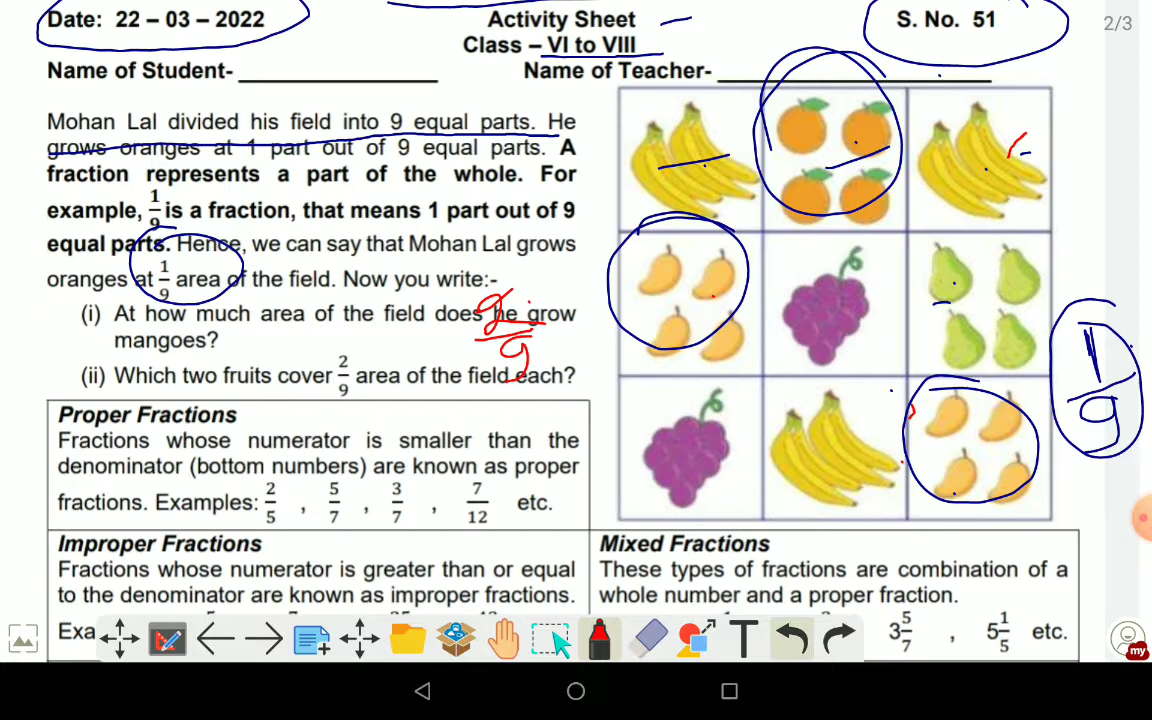 Date: 22 – 03 – 2022
Activity Sheet
S. No. 51
2/3
Class – VI to VIII
Name of Student- ________________
Name of Teacher- ________________
Mohan Lal divided his field into 9 equal parts. He
grows oranges at 1 part out of 9 equal parts. A
fraction represents a part of the whole. For
example, 1/9 is a fraction, that means 1 part out of 9
equal parts. Hence, we can say that Mohan Lal grows
oranges at 1/9 area of the field. Now you write:-
(i) At how much area of the field does he grow
mangoes?
2/9
(ii) Which two fruits cover 2/9 area of the field each?
1/9
Proper Fractions
Fractions whose numerator is smaller than the
denominator (bottom numbers) are known as proper
fractions. Examples: 2/5 , 5/7 , 3/7 , 7/12 etc.
Improper Fractions
Fractions whose numerator is greater than or equal
to the denominator are known as improper fractions.
Exa
Mixed Fractions
These types of fractions are combination of a
whole number and a proper fraction.
3 5/7 , 5 1/5 etc.
T
my